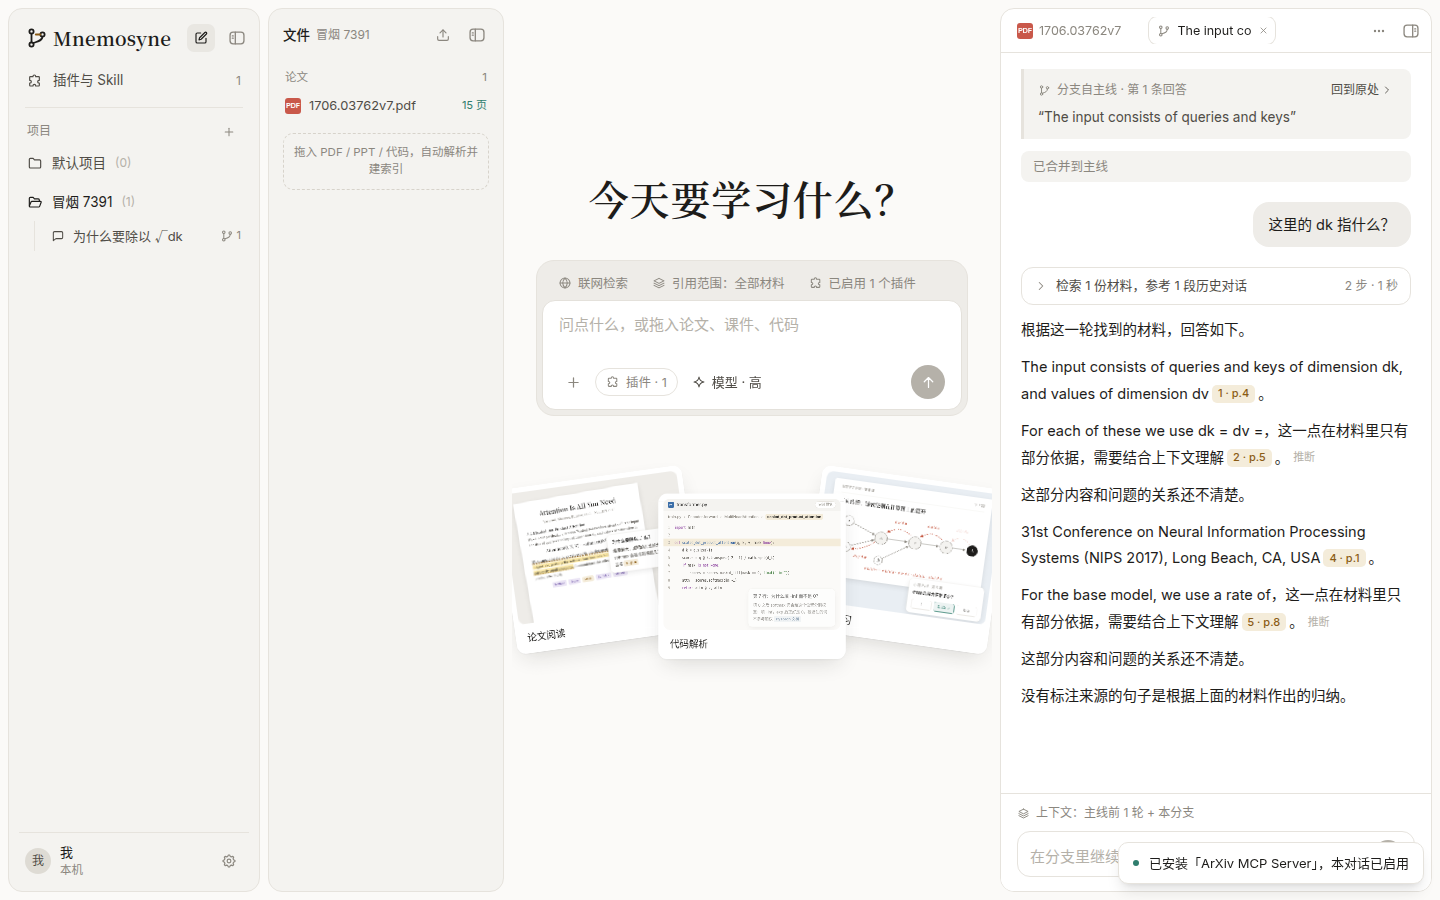 Mnemosyne
插件与 Skill
1
项目
默认项目 (0)
冒烟 7391 (1)
为什么要除以 √dk
1
我
我
本机
文件 冒烟 7391
论文
1
PDF 1706.03762v7.pdf
15 页
拖入 PDF / PPT / 代码，自动解析并
建索引
今天要学习什么？
联网检索
引用范围：全部材料
已启用 1 个插件
问点什么，或拖入论文、课件、代码
插件 · 1
模型 · 高
Attention Is All You Need
论文阅读
代码解析
PDF 1706.03762v7
The input co
分支自主线 · 第 1 条回答
回到原处
“The input consists of queries and keys”
已合并到主线
这里的 dk 指什么？
检索 1 份材料，参考 1 段历史对话
2 步 · 1 秒
根据这一轮找到的材料，回答如下。
The input consists of queries and keys of dimension dk,
and values of dimension dv 1 · p.4 。
For each of these we use dk = dv =，这一点在材料里只有
部分依据，需要结合上下文理解 2 · p.5 。 推断
这部分内容和问题的关系还不清楚。
31st Conference on Neural Information Processing
Systems (NIPS 2017), Long Beach, CA, USA 4 · p.1 。
For the base model, we use a rate of，这一点在材料里只
有部分依据，需要结合上下文理解 5 · p.8 。 推断
这部分内容和问题的关系还不清楚。
没有标注来源的句子是根据上面的材料作出的归纳。
上下文：主线前 1 轮 + 本分支
在分支里继续
已安装「ArXiv MCP Server」，本对话已启用